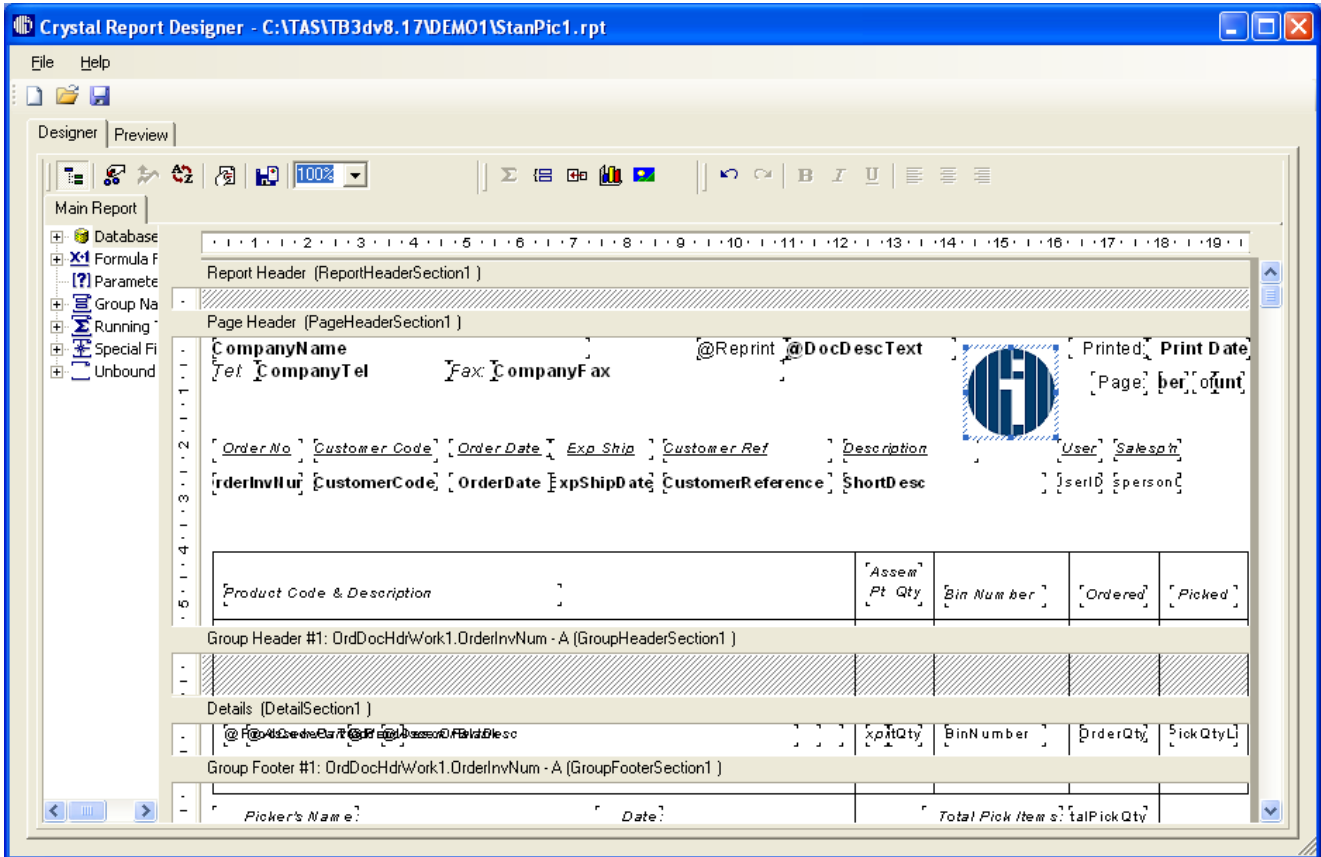 Crystal Report Designer - C:\TAS\TB3dv8.17\DEMO1\StanPic1.rpt
File Help
Designer Preview
100%
Main Report
Database
Formula F
Paramete
Group Na
Running
Special Fi
Unbound
1 2 3 4 5 6 7 8 9 10 11 12 13 14 15 16 17 18 19
Report Header (ReportHeaderSection1 )
Page Header (PageHeaderSection1 )
CompanyName @Reprint @DocDescText Printed: Print Date
Tel: CompanyTel Fax: CompanyFax Page: ber of unt
Order No Customer Code Order Date Exp Ship Customer Ref Description User Salesp'n
rderInvNur CustomerCode OrderDate ExpShipDate CustomerReference ShortDesc serID sperson
1 2 3 4 5
Assem
Product Code & Description Pt Qty Bin Number Ordered Picked
Group Header #1: OrdDocHdrWork1.OrderInvNum - A (GroupHeaderSection1 )
Details (DetailSection1 )
BinNumber OrderQty PickQtyLi
Group Footer #1: OrdDocHdrWork1.OrderInvNum - A (GroupFooterSection1 )
Picker's Name: Date: Total Pick Items: talPickQty